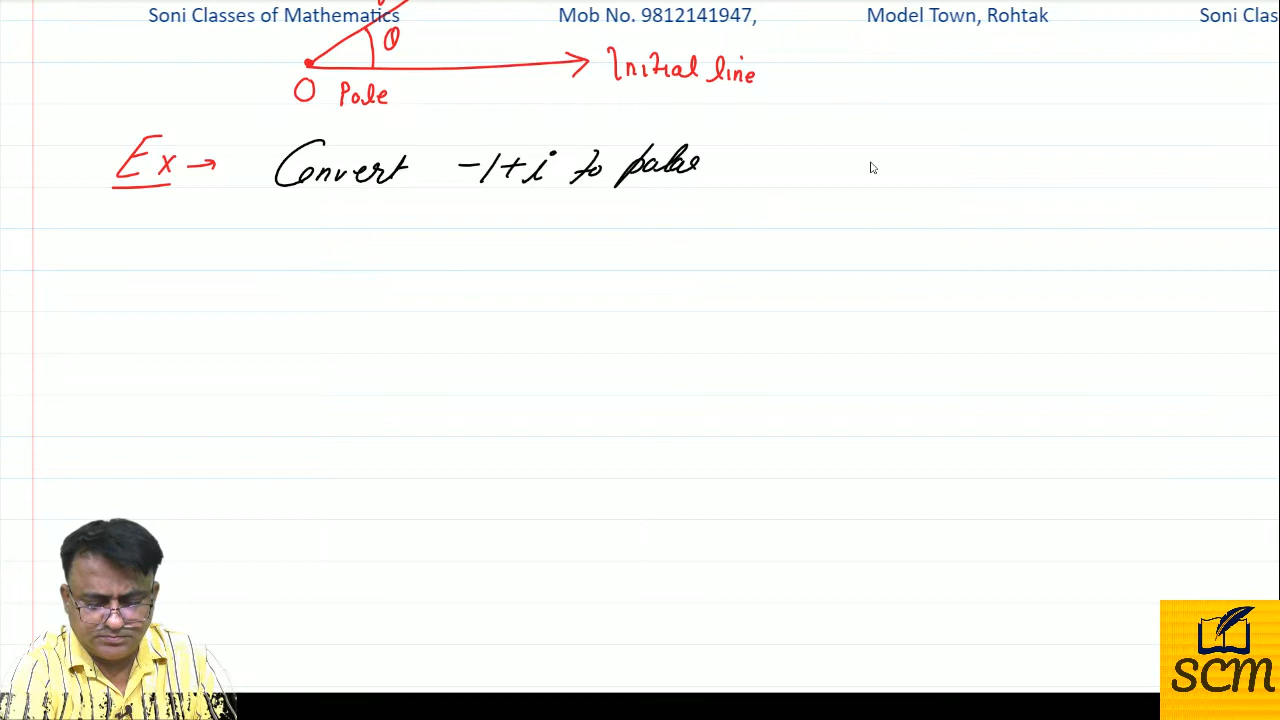 Soni Classes of Mathematics Mob No. 9812141947, Model Town, Rohtak Soni Clas
θ
Initial line
O Pole
Ex → Convert -1+i to polar
SCM